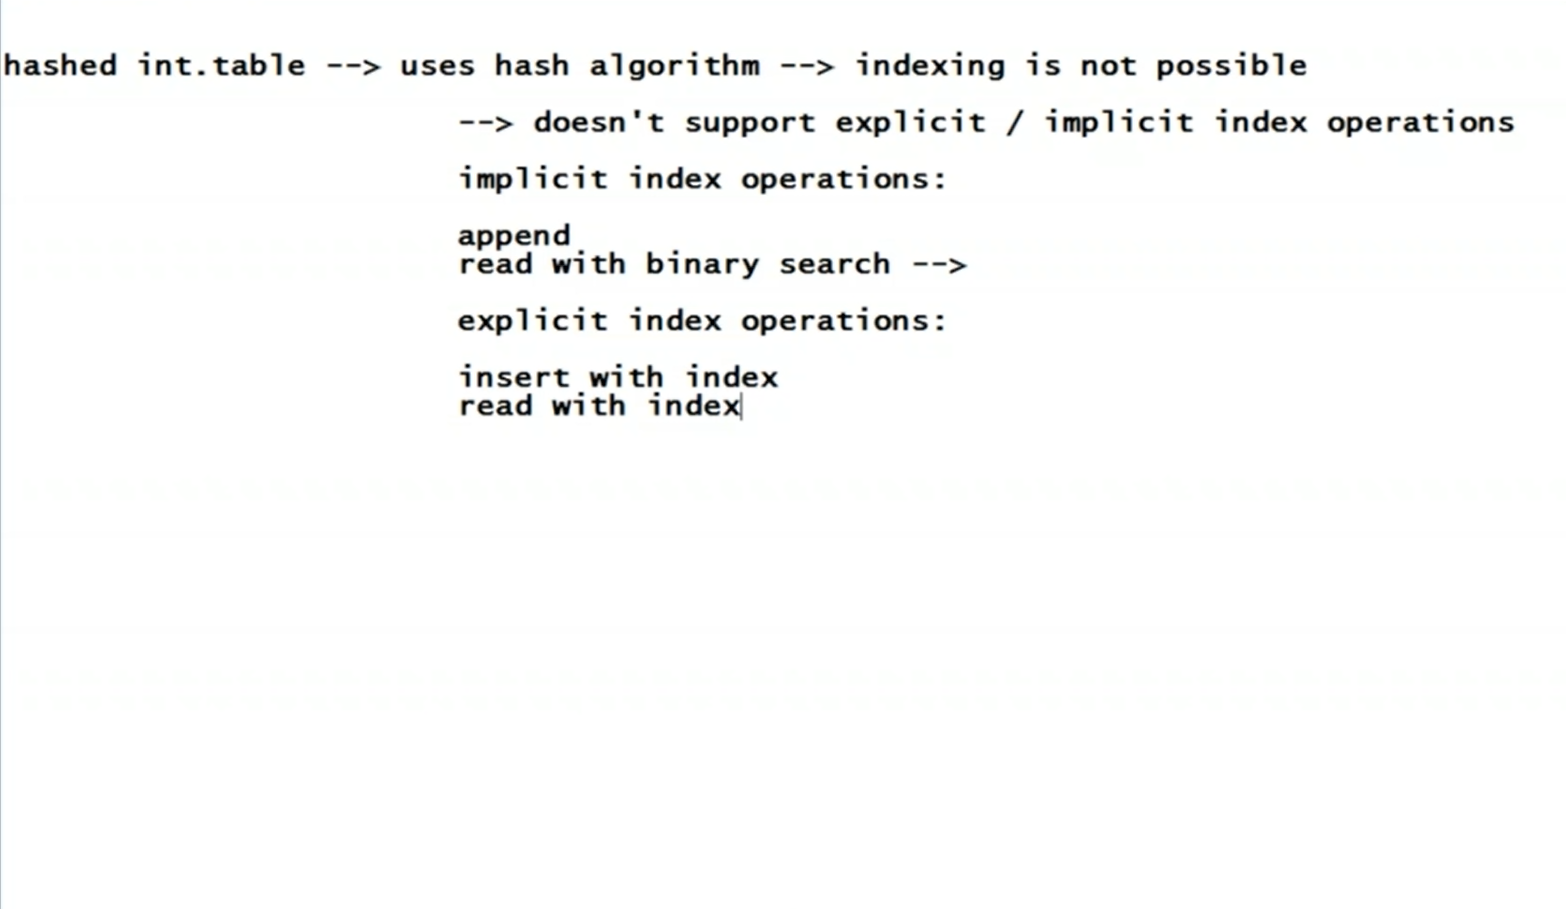 hashed int.table --> uses hash algorithm --> indexing is not possible
--> doesn't support explicit / implicit index operations
implicit index operations:
append
read with binary search -->
explicit index operations:
insert with index
read with index